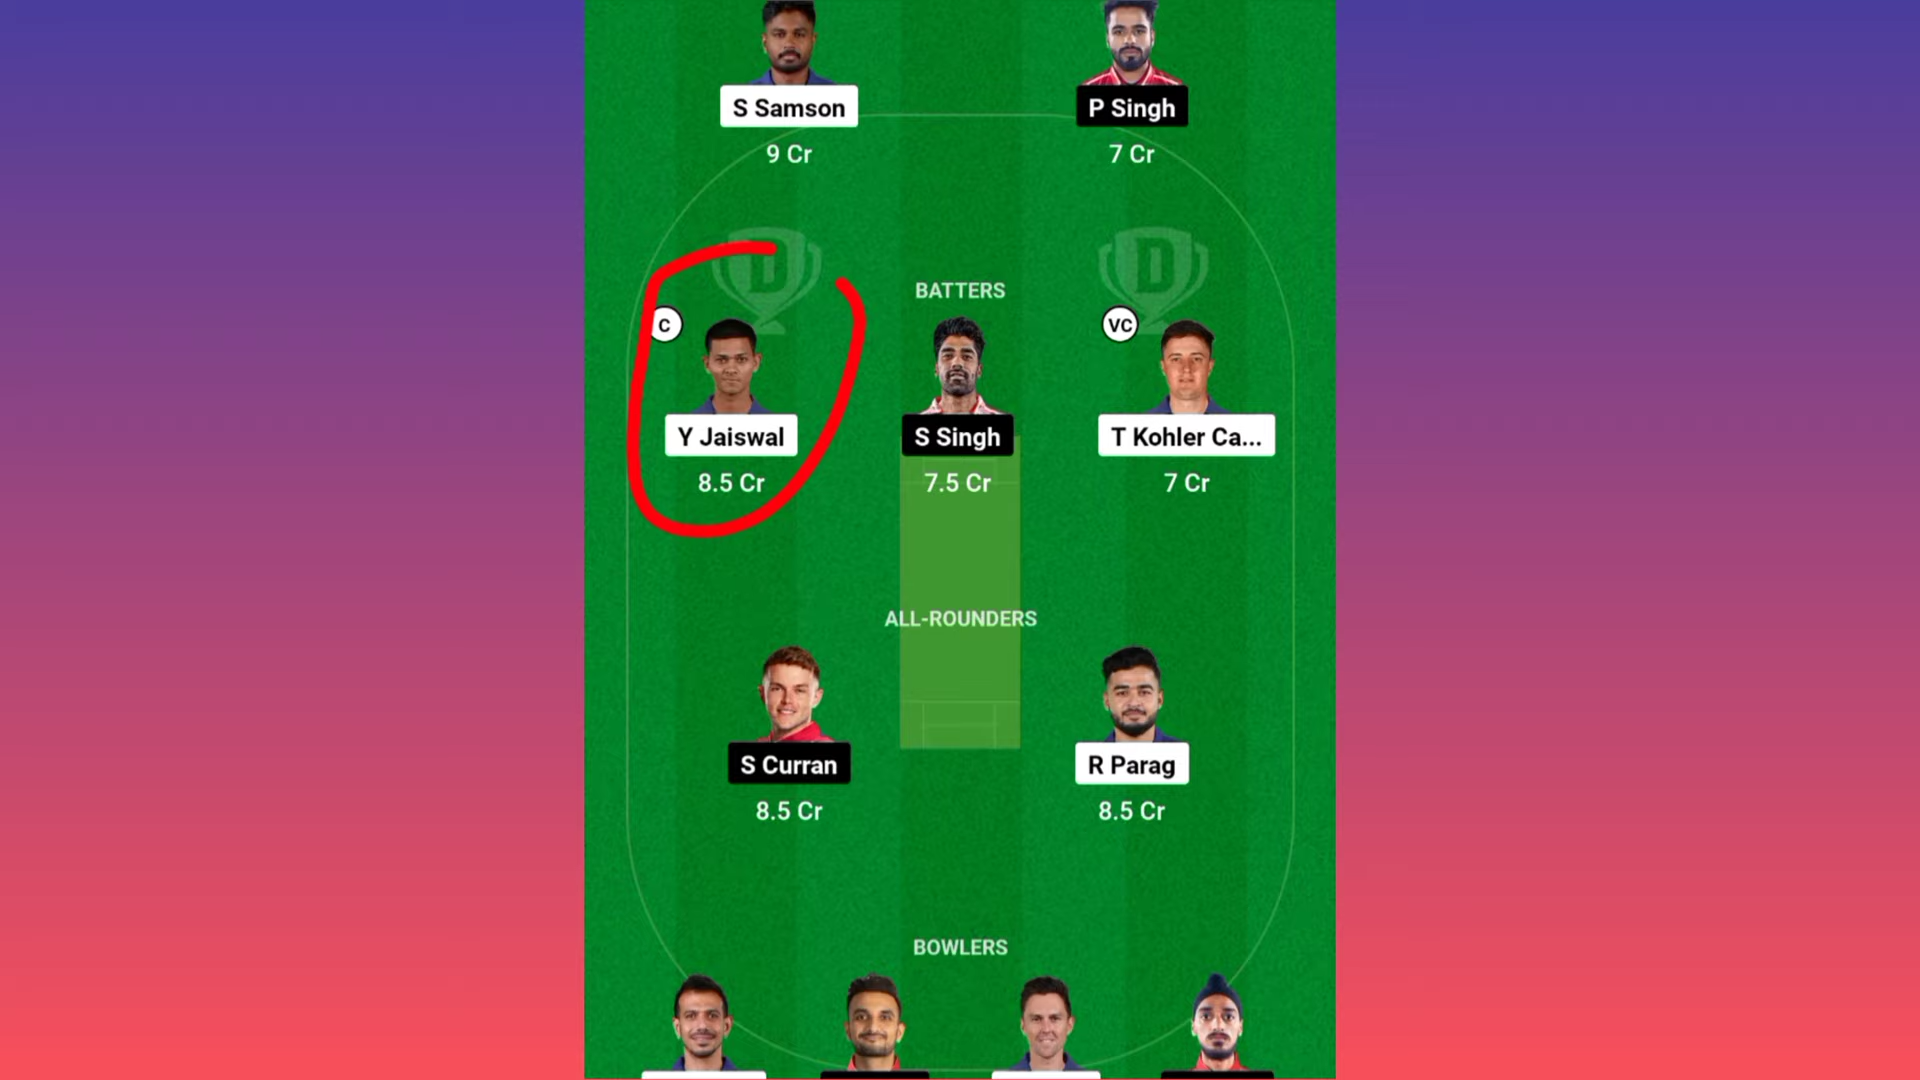 S Samson
P Singh
9 Cr
7 Cr
BATTERS
C
VC
Y Jaiswal
S Singh
T Kohler Ca...
8.5 Cr
7.5 Cr
7 Cr
ALL-ROUNDERS
S Curran
R Parag
8.5 Cr
8.5 Cr
BOWLERS